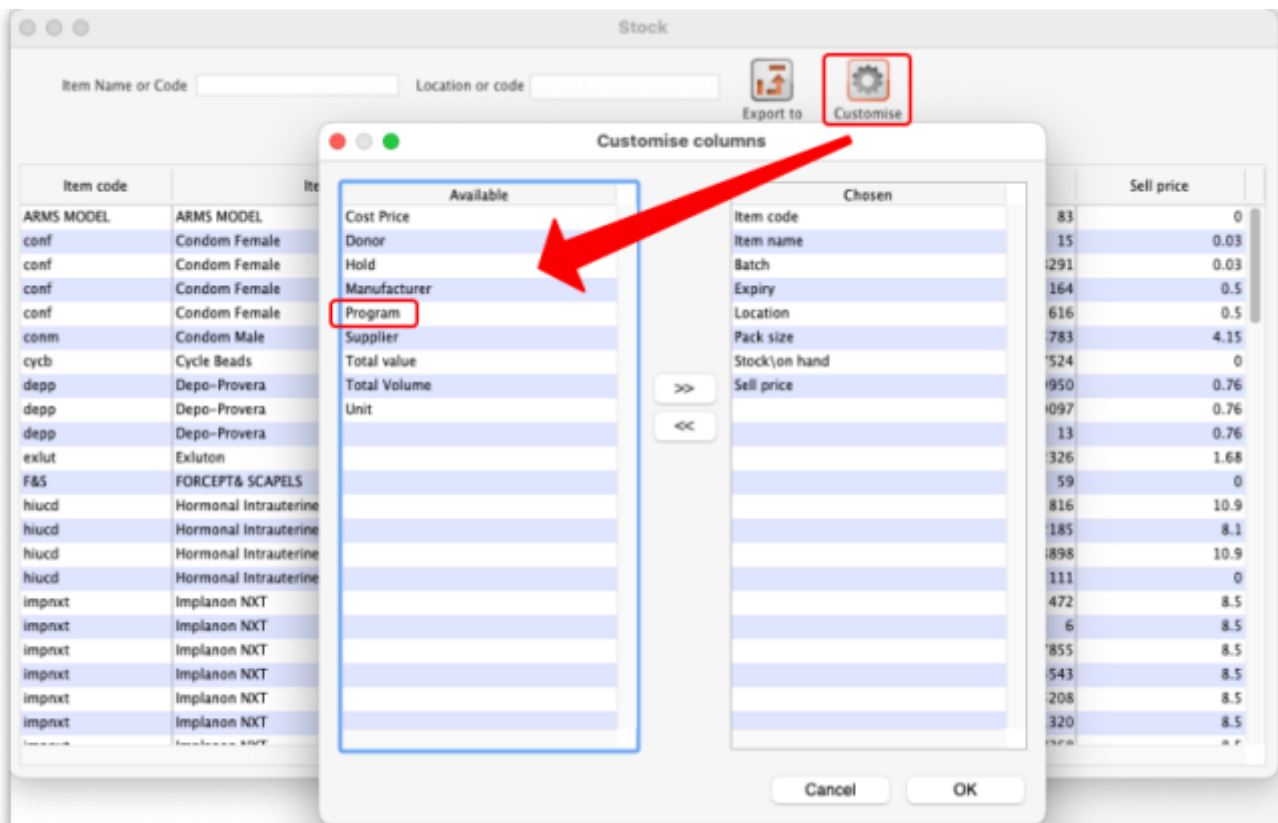 Stock
Item Name or Code
Location or code
Export to
Customise
Customise columns
Item code
Sell price
Available
Chosen
ARMS MODEL ARMS MODEL Cost Price Item code 83 0
conf Condom Female Donor Item name 15 0.03
conf Condom Female Hold Batch 0.03
conf Condom Female Manufacturer Expiry 164 0.5
conf Condom Female Program Location 616 0.5
conm Condom Male Supplier Pack size 4.15
cycb Cycle Beads Total value Stock\on hand 0
depp Depo-Provera Total Volume Sell price 0.76
depp Depo-Provera Unit 0.76
depp Depo-Provera 13 0.76
exlut Exluton 1.68
F&S FORCEPT& SCAPELS 59 0
hiucd Hormonal Intrauterine 816 10.9
hiucd Hormonal Intrauterine 8.1
hiucd Hormonal Intrauterine 10.9
hiucd Hormonal Intrauterine 111 0
impnxt Implanon NXT 472 8.5
impnxt Implanon NXT 6 8.5
impnxt Implanon NXT 8.5
impnxt Implanon NXT 8.5
impnxt Implanon NXT 8.5
impnxt Implanon NXT 8.5
>>
<<
Cancel
OK